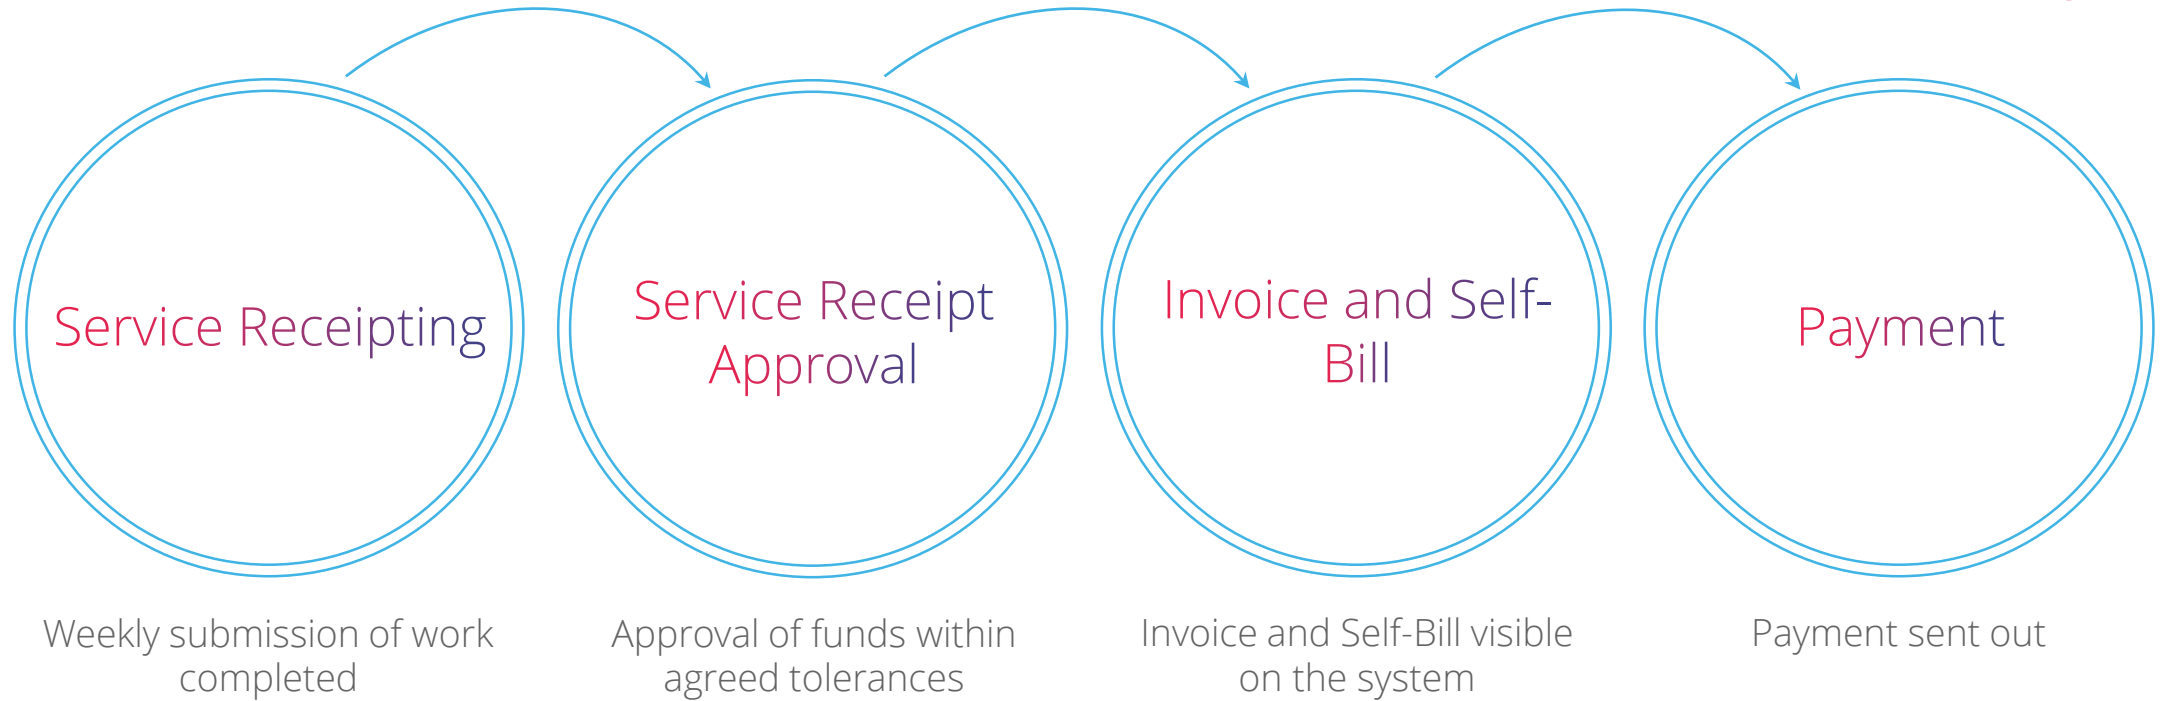 Service Receipting
Service Receipt
Approval
Invoice and Self-
Bill
Payment
Weekly submission of work
completed
Approval of funds within
agreed tolerances
Invoice and Self-Bill visible
on the system
Payment sent out